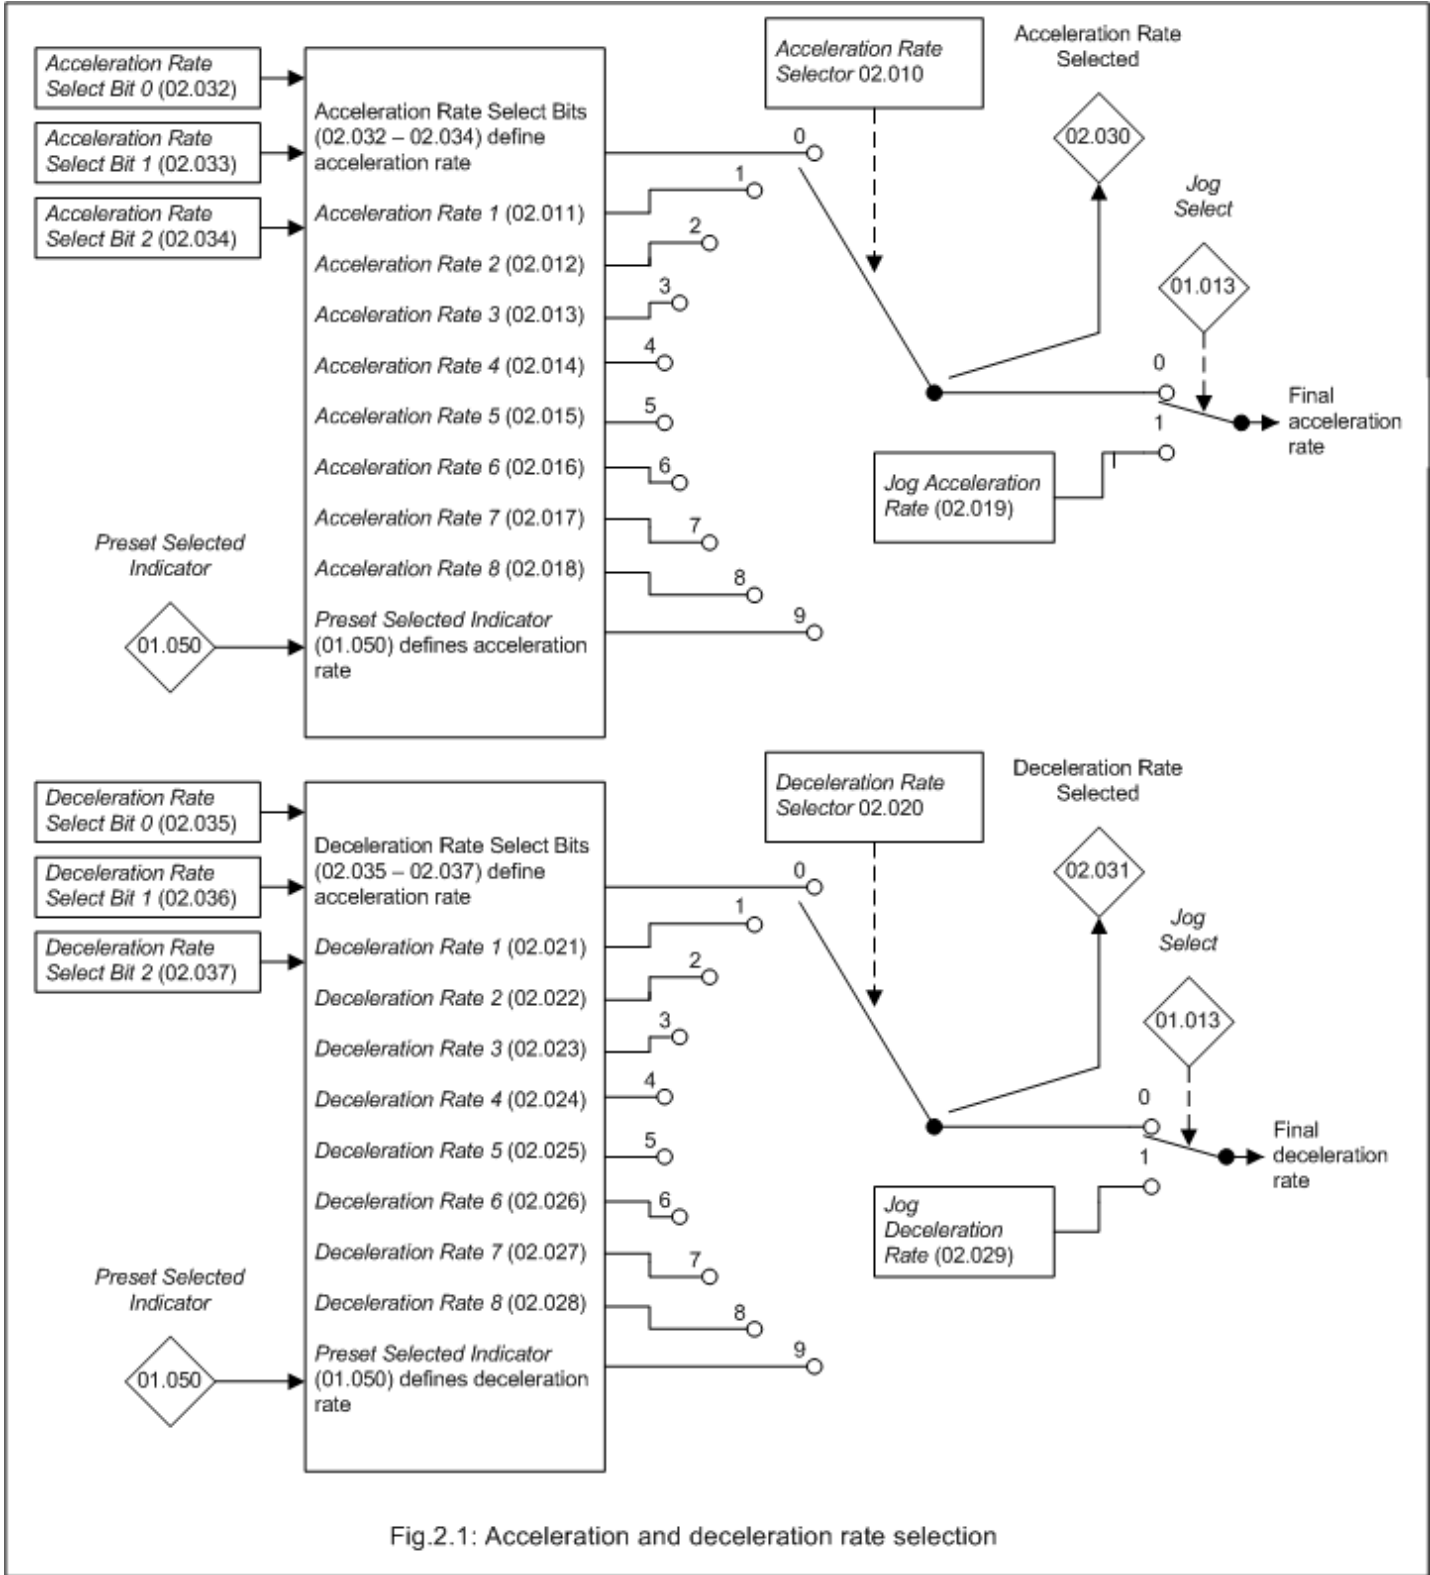 Acceleration Rate
Select Bit 0 (02.032)
Acceleration Rate
Select Bit 1 (02.033)
Acceleration Rate
Select Bit 2 (02.034)
Preset Selected
Indicator
01.050
Acceleration Rate Select Bits
(02.032 – 02.034) define
acceleration rate
Acceleration Rate 1 (02.011)
Acceleration Rate 2 (02.012)
Acceleration Rate 3 (02.013)
Acceleration Rate 4 (02.014)
Acceleration Rate 5 (02.015)
Acceleration Rate 6 (02.016)
Acceleration Rate 7 (02.017)
Acceleration Rate 8 (02.018)
Preset Selected Indicator
(01.050) defines acceleration
rate
0
1
2
3
4
5
6
7
8
9
Acceleration Rate
Selector 02.010
Acceleration Rate
Selected
02.030
Jog
Select
01.013
0
1
Jog Acceleration
Rate (02.019)
Final
acceleration
rate
Deceleration Rate
Select Bit 0 (02.035)
Deceleration Rate
Select Bit 1 (02.036)
Deceleration Rate
Select Bit 2 (02.037)
Preset Selected
Indicator
01.050
Deceleration Rate Select Bits
(02.035 – 02.037) define
acceleration rate
Deceleration Rate 1 (02.021)
Deceleration Rate 2 (02.022)
Deceleration Rate 3 (02.023)
Deceleration Rate 4 (02.024)
Deceleration Rate 5 (02.025)
Deceleration Rate 6 (02.026)
Deceleration Rate 7 (02.027)
Deceleration Rate 8 (02.028)
Preset Selected Indicator
(01.050) defines deceleration
rate
0
1
2
3
4
5
6
7
8
9
Deceleration Rate
Selector 02.020
Deceleration Rate
Selected
02.031
Jog
Select
01.013
0
1
Jog
Deceleration
Rate (02.029)
Final
deceleration
rate
Fig.2.1: Acceleration and deceleration rate selection